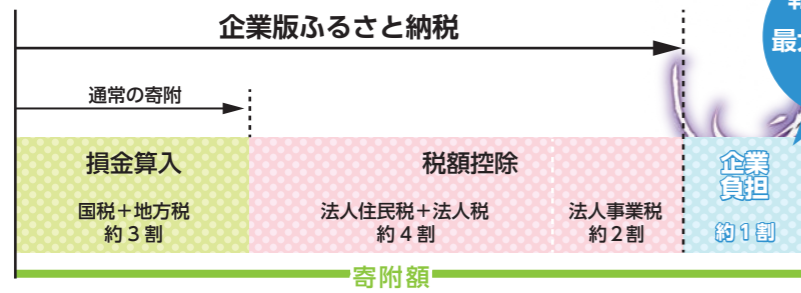 企業版ふるさと納税
最
通常の寄附
損金算入
国税＋地方税
約３割
税額控除
法人住民税＋法人税
約４割
法人事業税
約２割
企業
負担
約１割
寄附額